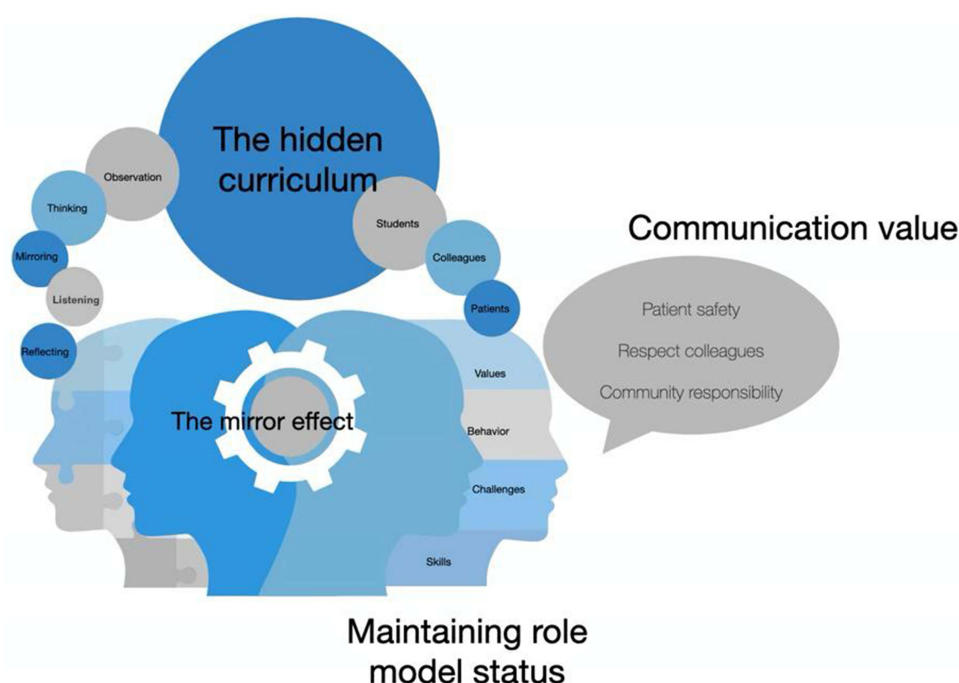 The hidden
curriculum
Observation
Thinking
Mirroring
Listening
Reflecting
Students
Colleagues
Patients
Communication value
Patient safety
Respect colleagues
Community responsibility
The mirror effect
Values
Behavior
Challenges
Skills
Maintaining role
model status